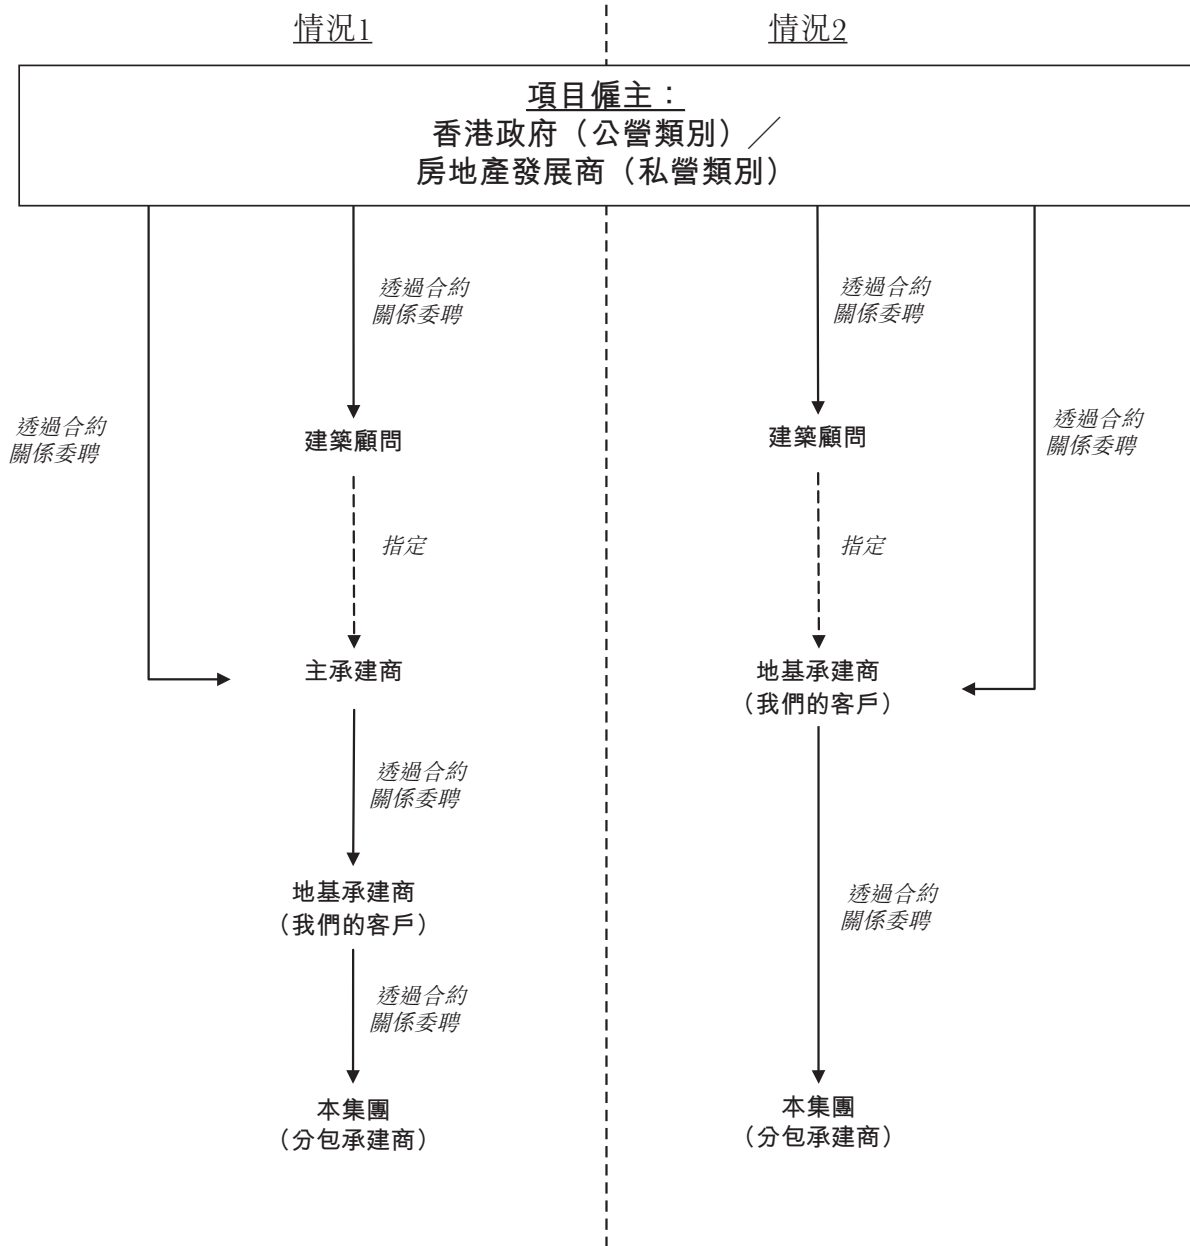 情況1
情況2
項目僱主：
香港政府（公營類別）／
房地產發展商（私營類別）
透過合約
關係委聘
透過合約
關係委聘
透過合約
關係委聘
透過合約
關係委聘
建築顧問
建築顧問
指定
指定
主承建商
地基承建商
（我們的客戶）
透過合約
關係委聘
地基承建商
（我們的客戶）
透過合約
關係委聘
透過合約
關係委聘
本集團
（分包承建商）
本集團
（分包承建商）